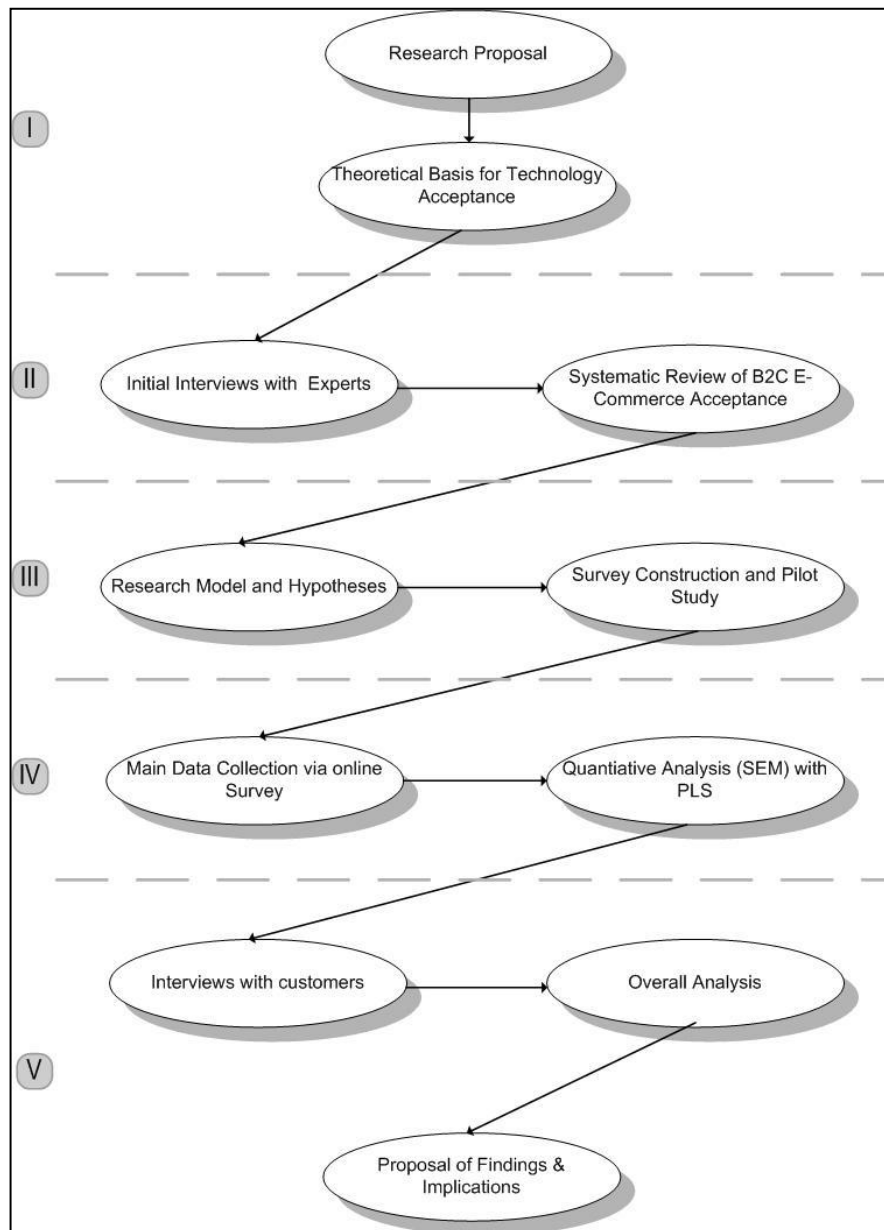 Research Proposal
I
Theoretical Basis for Technology
Acceptance
II
Initial Interviews with Experts
Systematic Review of B2C E-
Commerce Acceptance
III
Research Model and Hypotheses
Survey Construction and Pilot
Study
IV
Main Data Collection via online
Survey
Quantiative Analysis (SEM) with
PLS
Interviews with customers
Overall Analysis
V
Proposal of Findings &
Implications